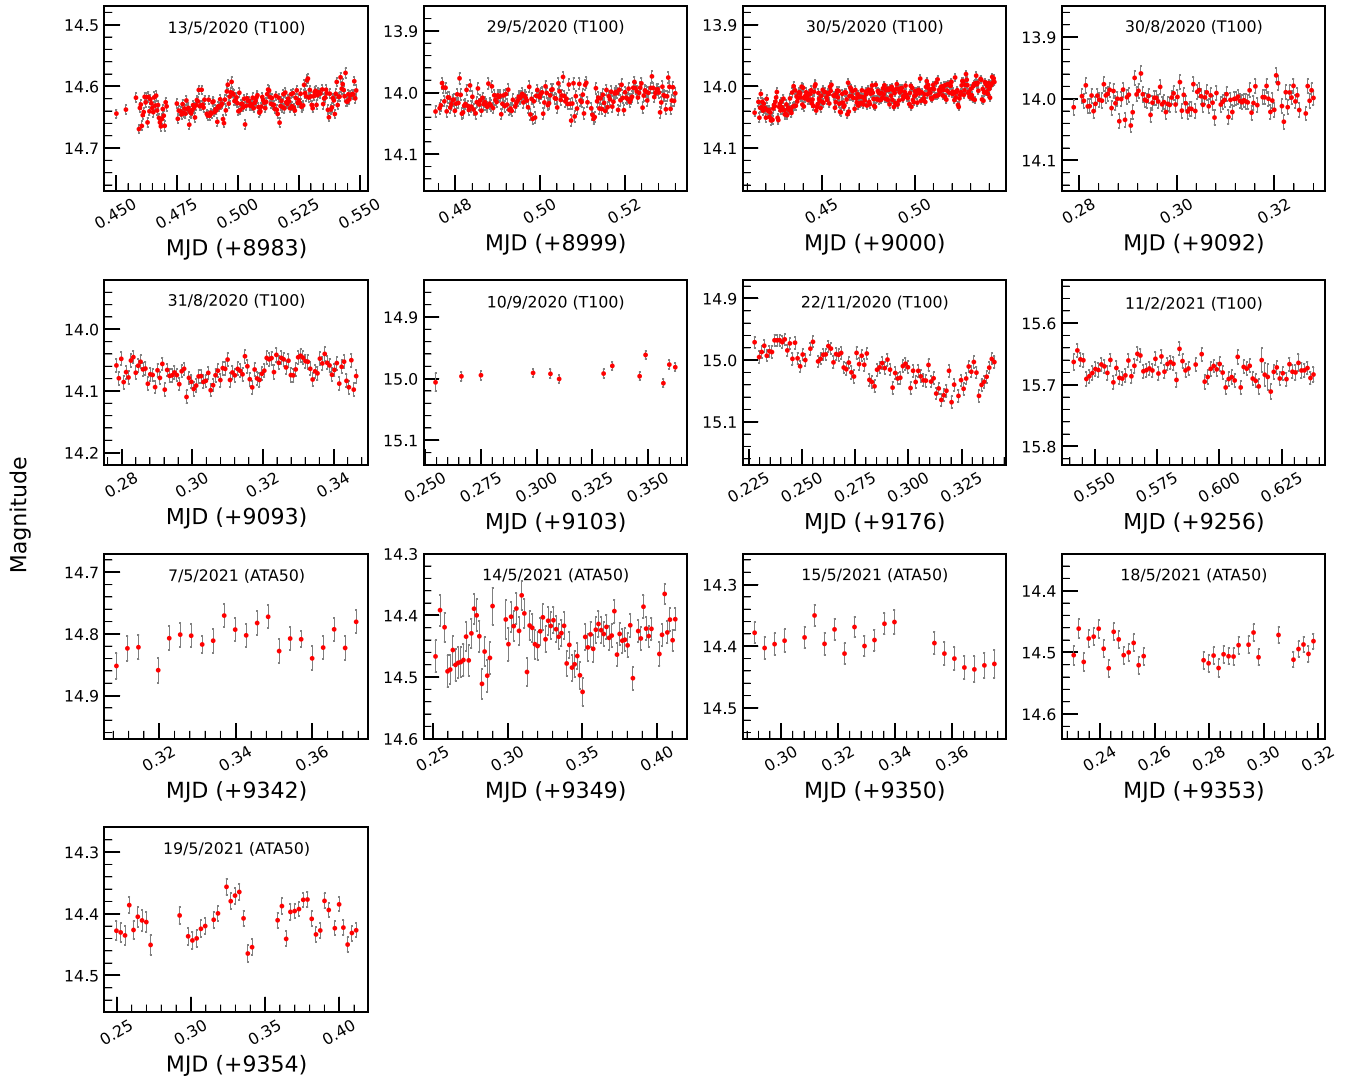 Magnitude
13/5/2020 (T100)
14.5
14.6
14.7
0.450 0.475 0.500 0.525 0.550
MJD (+8983)
29/5/2020 (T100)
13.9
14.0
14.1
0.48 0.50 0.52
MJD (+8999)
30/5/2020 (T100)
13.9
14.0
14.1
0.45 0.50
MJD (+9000)
30/8/2020 (T100)
13.9
14.0
14.1
0.28 0.30 0.32
MJD (+9092)
31/8/2020 (T100)
14.0
14.1
14.2
0.28 0.30 0.32 0.34
MJD (+9093)
10/9/2020 (T100)
14.9
15.0
15.1
0.250 0.275 0.300 0.325 0.350
MJD (+9103)
22/11/2020 (T100)
14.9
15.0
15.1
0.225 0.250 0.275 0.300 0.325
MJD (+9176)
11/2/2021 (T100)
15.6
15.7
15.8
0.550 0.575 0.600 0.625
MJD (+9256)
7/5/2021 (ATA50)
14.7
14.8
14.9
0.32 0.34 0.36
MJD (+9342)
14/5/2021 (ATA50)
14.3
14.4
14.5
14.6
0.25 0.30 0.35 0.40
MJD (+9349)
15/5/2021 (ATA50)
14.3
14.4
14.5
0.30 0.32 0.34 0.36
MJD (+9350)
18/5/2021 (ATA50)
14.4
14.5
14.6
0.24 0.26 0.28 0.30 0.32
MJD (+9353)
19/5/2021 (ATA50)
14.3
14.4
14.5
0.25 0.30 0.35 0.40
MJD (+9354)